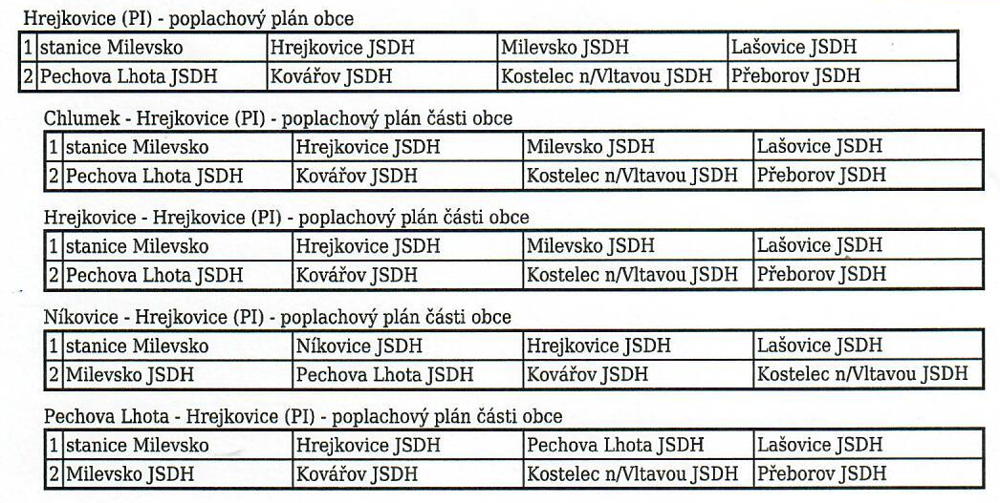 Hrejkovice (PI) - poplachový plán obce
1 stanice Milevsko Hrejkovice JSDH Milevsko JSDH Lašovice JSDH
2 Pechova Lhota JSDH Kovářov JSDH Kostelec n/Vltavou JSDH Přeborov JSDH
Chlumek - Hrejkovice (PI) - poplachový plán části obce
1 stanice Milevsko Hrejkovice JSDH Milevsko JSDH Lašovice JSDH
2 Pechova Lhota JSDH Kovářov JSDH Kostelec n/Vltavou JSDH Přeborov JSDH
Hrejkovice - Hrejkovice (PI) - poplachový plán části obce
1 stanice Milevsko Hrejkovice JSDH Milevsko JSDH Lašovice JSDH
2 Pechova Lhota JSDH Kovářov JSDH Kostelec n/Vltavou JSDH Přeborov JSDH
Níkovice - Hrejkovice (PI) - poplachový plán části obce
1 stanice Milevsko Níkovice JSDH Hrejkovice JSDH Lašovice JSDH
2 Milevsko JSDH Pechova Lhota JSDH Kovářov JSDH Kostelec n/Vltavou JSDH
Pechova Lhota - Hrejkovice (PI) - poplachový plán části obce
1 stanice Milevsko Hrejkovice JSDH Pechova Lhota JSDH Lašovice JSDH
2 Milevsko JSDH Kovářov JSDH Kostelec n/Vltavou JSDH Přeborov JSDH